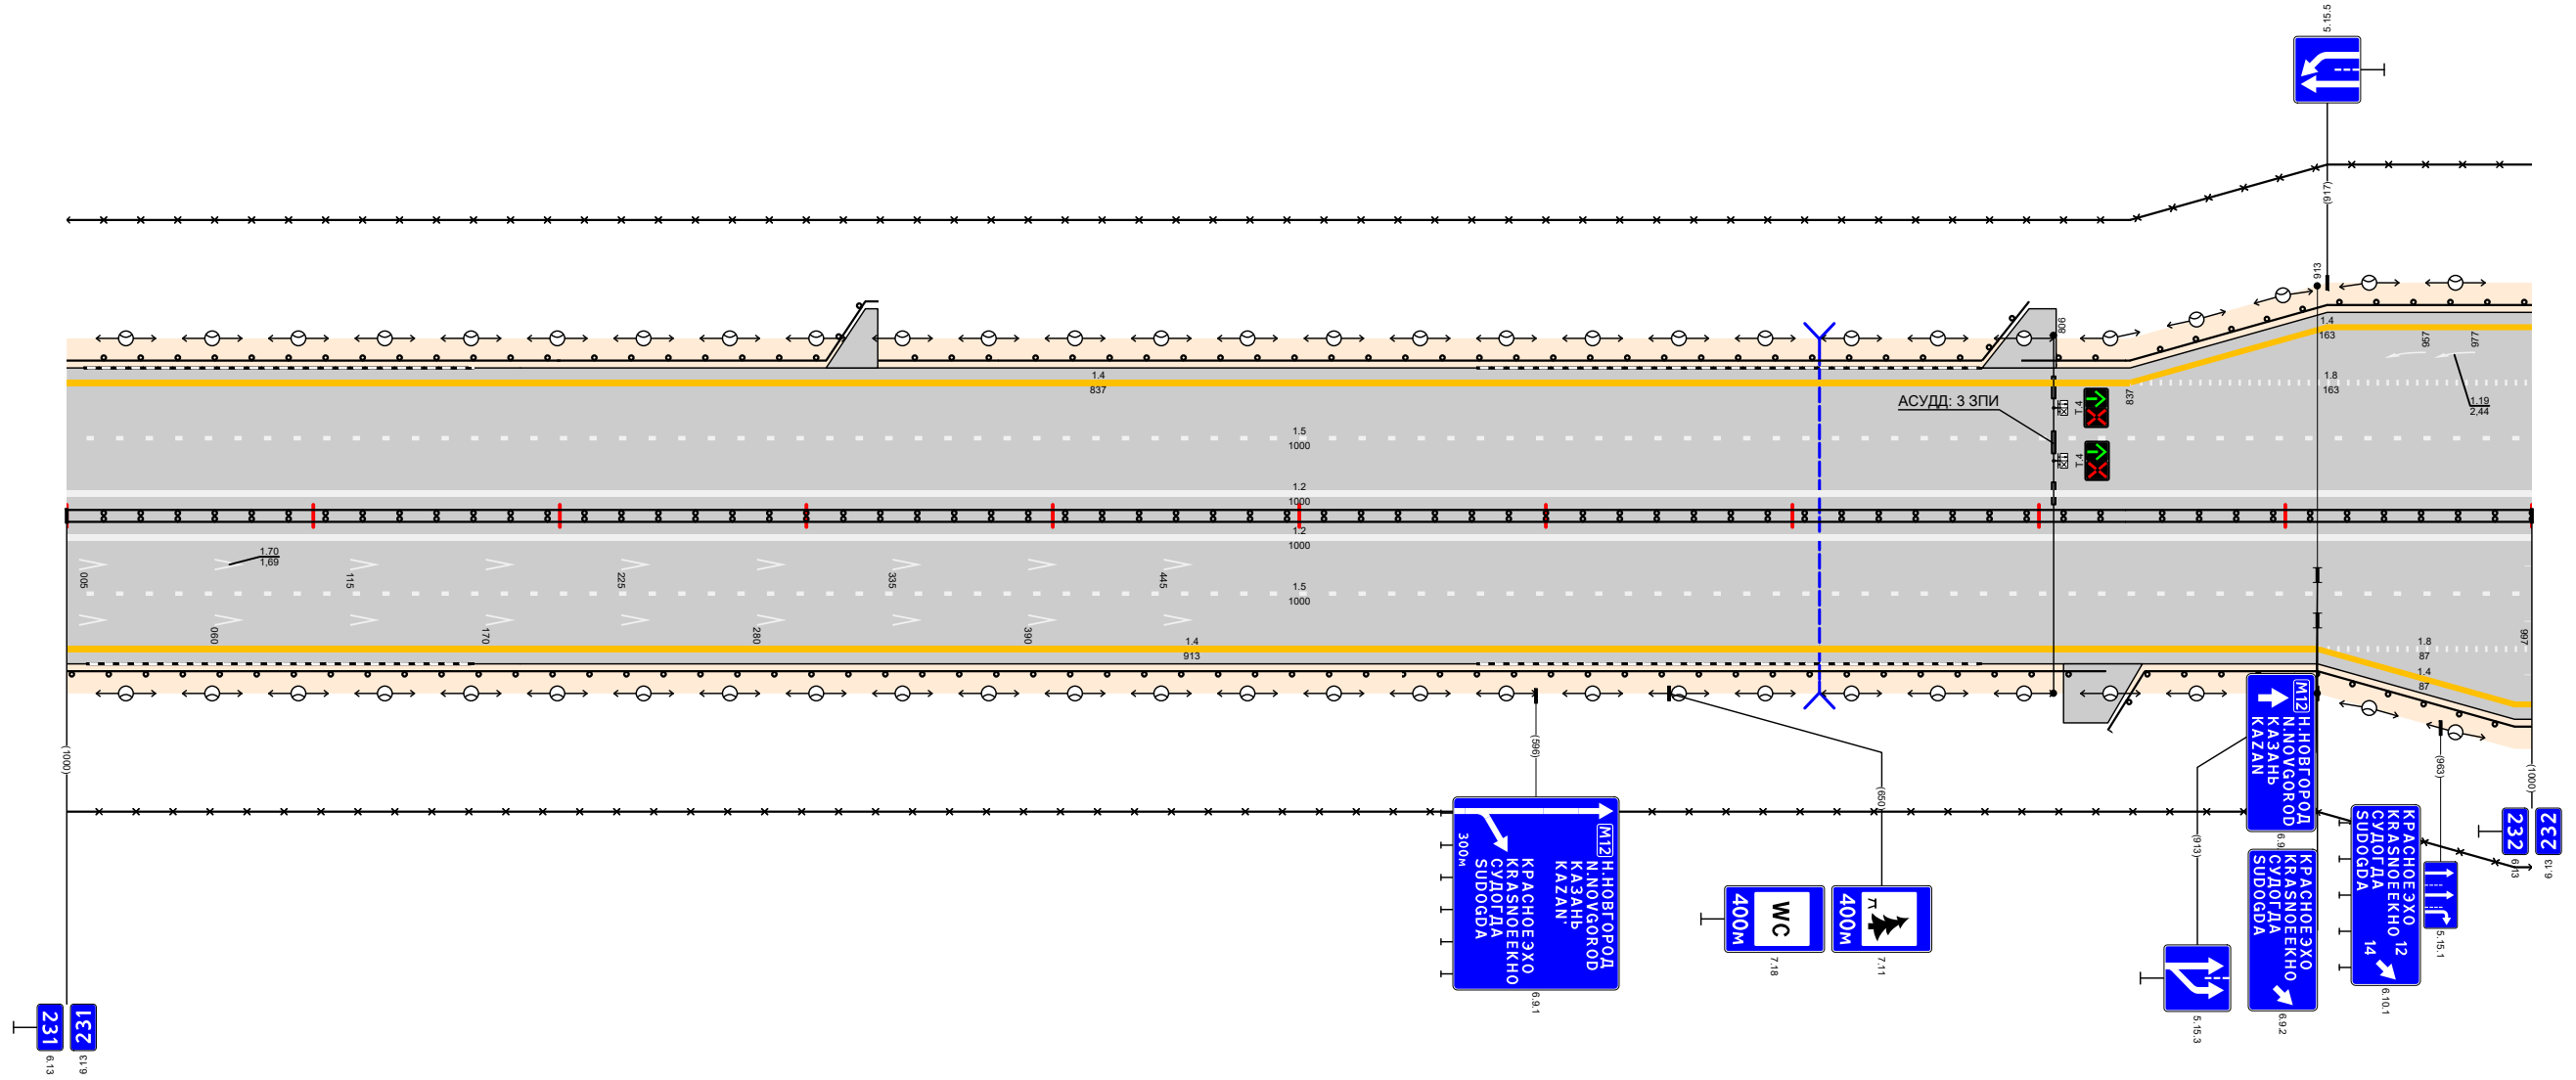 5.15.5
(917)
913
806
1.4
163
957
977
1.8
163
1.19
2,44
1.4
837
837
АСУДД: 3 ЗПИ
Т.4
Т.4
1.5
1000
1.2
1000
1.2
1000
1.70
1,69
005
115
225
335
445
1.5
1000
060
170
280
390
997
1.4
913
1.8
87
1.4
87
(1000)
(596)
(650)
(913)
(963)
(1000)
М12
Н.НОВГОРОД
N.NOVGOROD
КАЗАНЬ
KAZAN'
300м
КРАСНОЕ ЭХО
KRASNOE EKHO
СУДОГДА
SUDOGDA
6.9.1
WC
400м
7.18
400м
7.11
5.15.3
М12
Н.НОВГОРОД
N.NOVGOROD
КАЗАНЬ
KAZAN
КРАСНОЕ ЭХО
KRASNOE EKHO
СУДОГДА
SUDOGDA
6.9.2
КРАСНОЕ ЭХО
KRASNOE EKHO 12
СУДОГДА
SUDOGDA 14
6.10.1
5.15.1
232
6.13
232
6.13
231
6.13
231
6.13